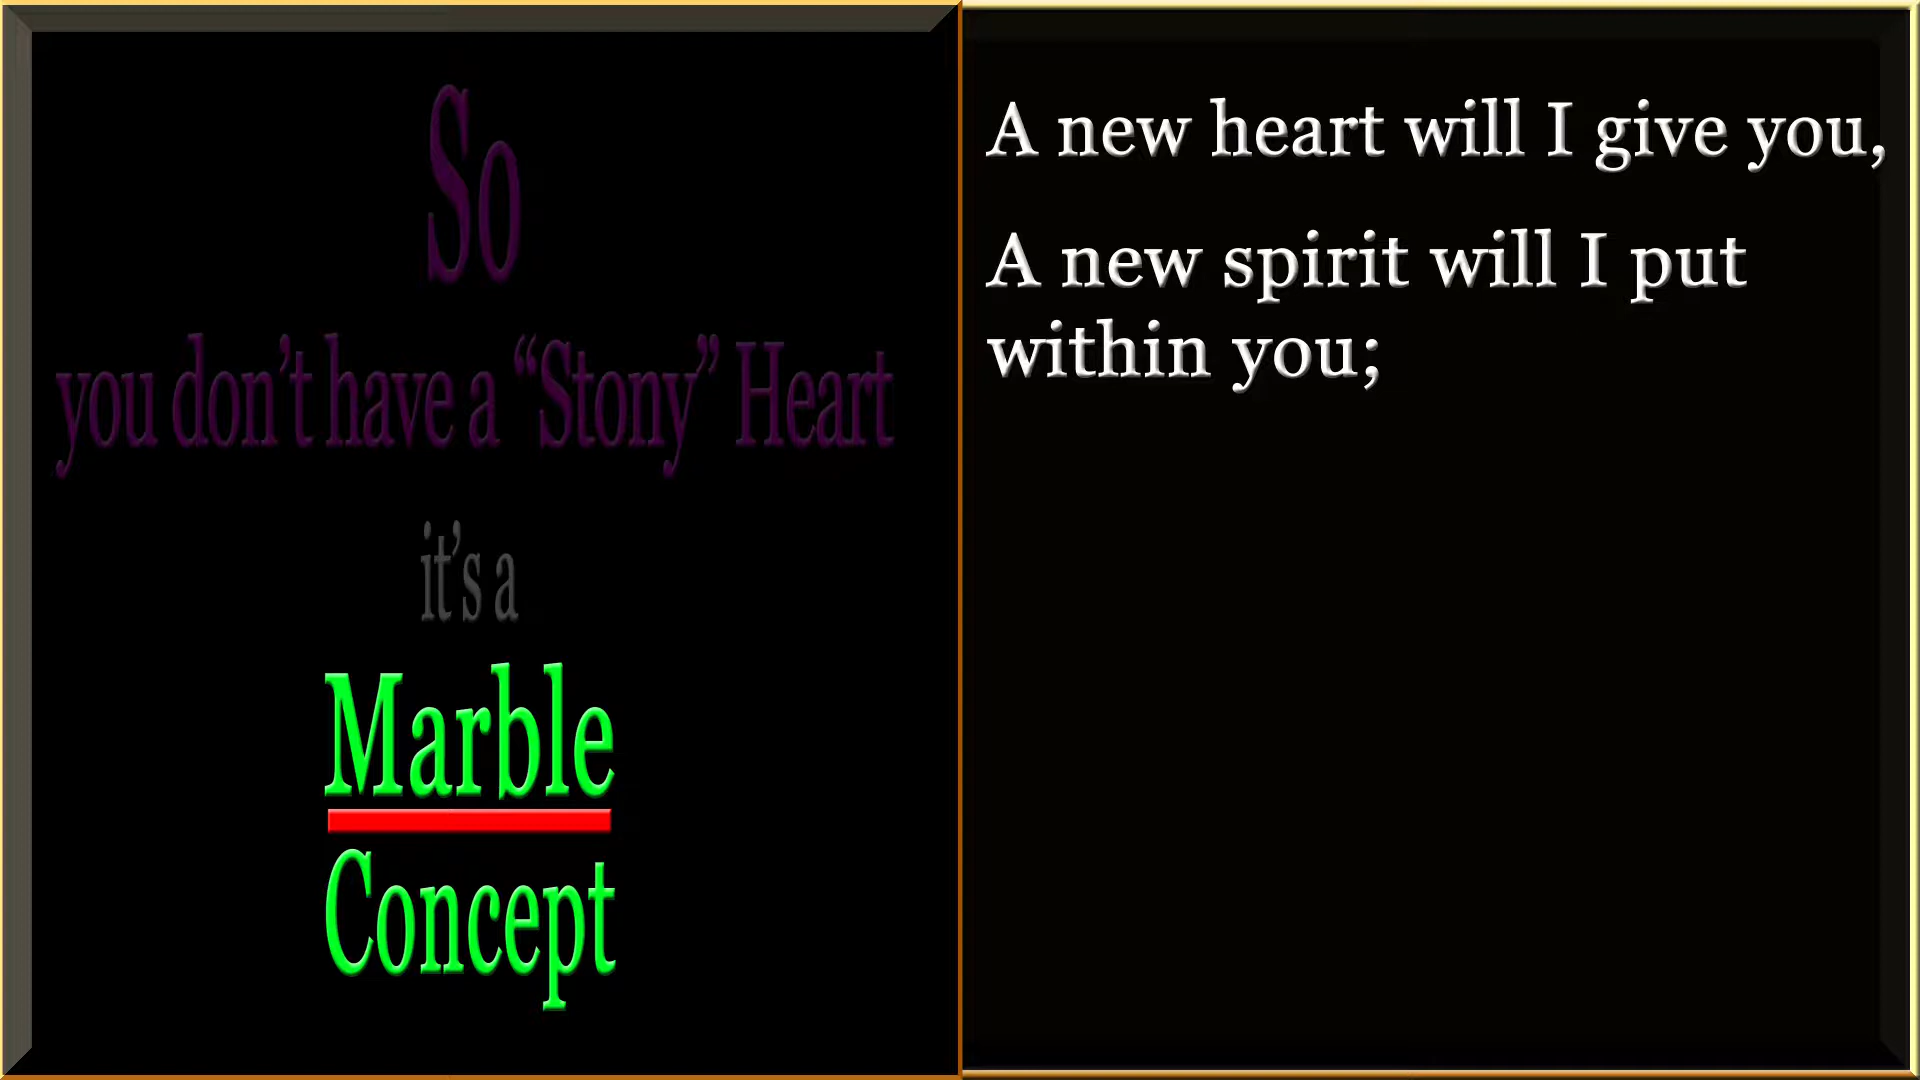 So
you don’t have a “Stony” Heart
it’s a
Marble
Concept
A new heart will I give you,
A new spirit will I put
within you;